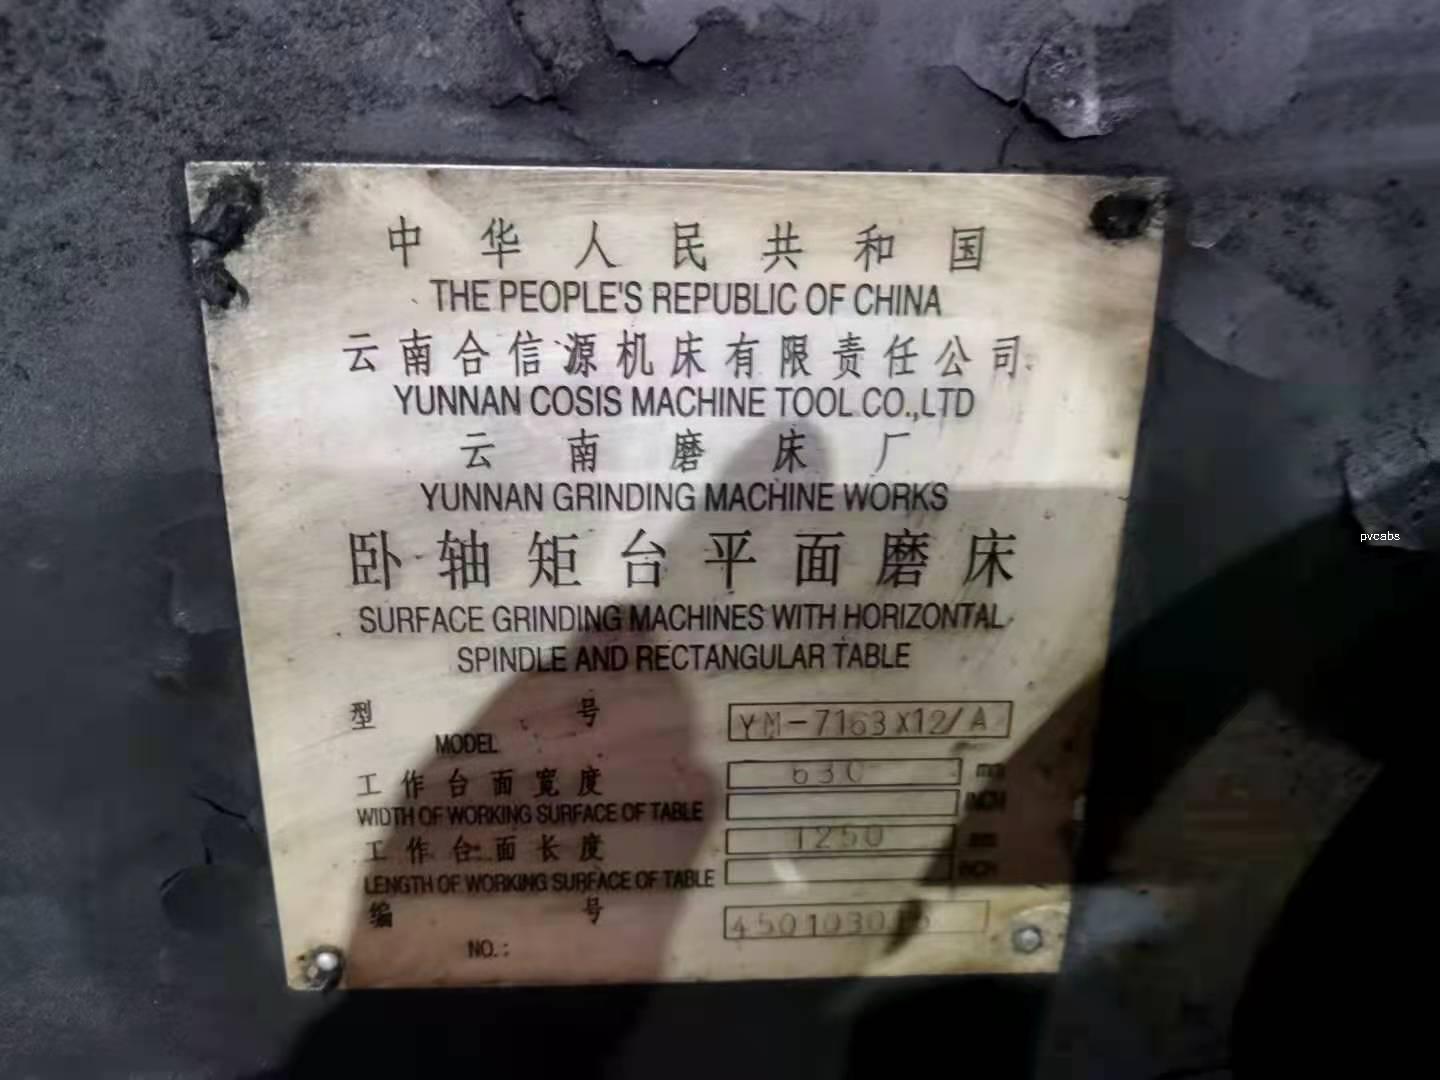 中华人民共和国
THE PEOPLE'S REPUBLIC OF CHINA
云南合信源机床有限责任公司
YUNNAN COSIS MACHINE TOOL CO.,LTD
云南磨床厂
YUNNAN GRINDING MACHINE WORKS
卧轴矩台平面磨床
SURFACE GRINDING MACHINES WITH HORIZONTAL
SPINDLE AND RECTANGULAR TABLE
型号 YM-7163X12/A
MODEL
工作台面宽度 630 mm
WIDTH OF WORKING SURFACE OF TABLE INCH
工作台面长度 1250 mm
LENGTH OF WORKING SURFACE OF TABLE INCH
编号
NO.:
pvcabs